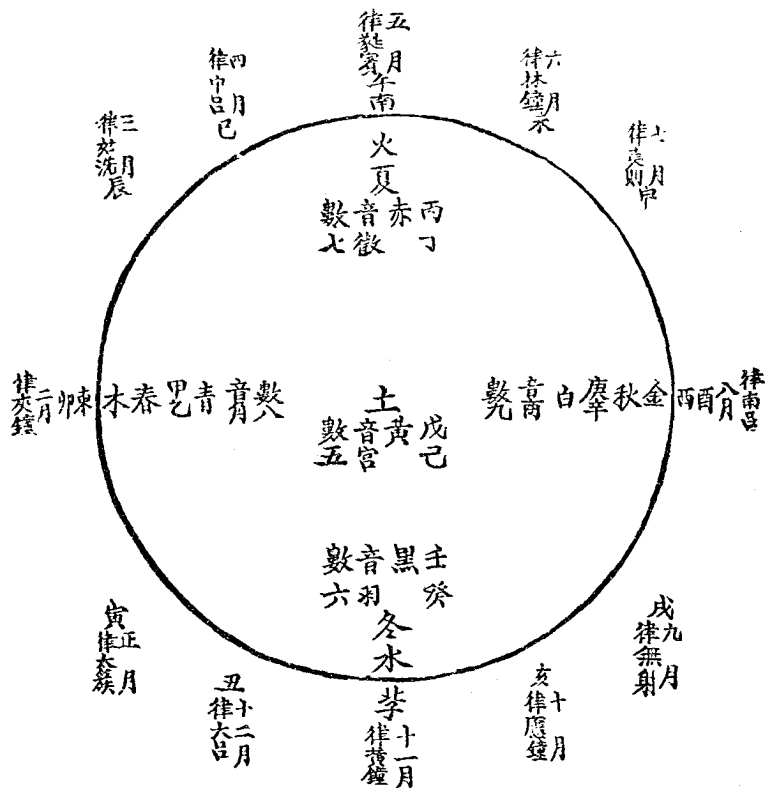 五月
律蕤賓午南
六月
律林鐘未
七月
律夷則申
律南呂
八月
酉西
戌九月
律無射
亥十月
律應鐘
十一月
律黃鐘
丑十二月
律大呂
寅正月
律太簇
二月
律夾鐘
卯東
三月
律姑洗辰
四月
律中呂巳
火
夏
丙丁
赤
音徵
數七
金
秋
庚辛
白
音商
數九
土
戊己
黃
音宮
數五
木
春
甲乙
青
音角
數八
壬癸
黑
音羽
數六
冬
水